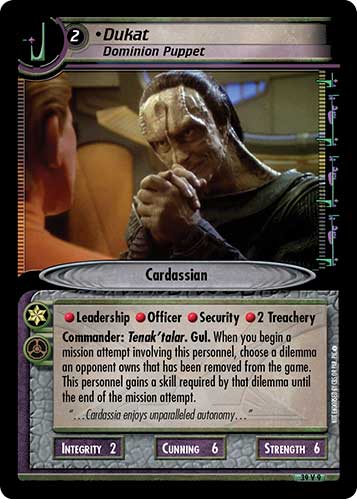 2 •Dukat
Dominion Puppet
Cardassian
Leadership Officer Security 2 Treachery
Commander: Tenak'talar. Gul. When you begin a
mission attempt involving this personnel, choose a dilemma
an opponent owns that has been removed from the game.
This personnel gains a skill required by that dilemma until
the end of the mission attempt.
"…Cardassia enjoys unparalleled autonomy…"
INTEGRITY 2 CUNNING 6 STRENGTH 6
39 V 9